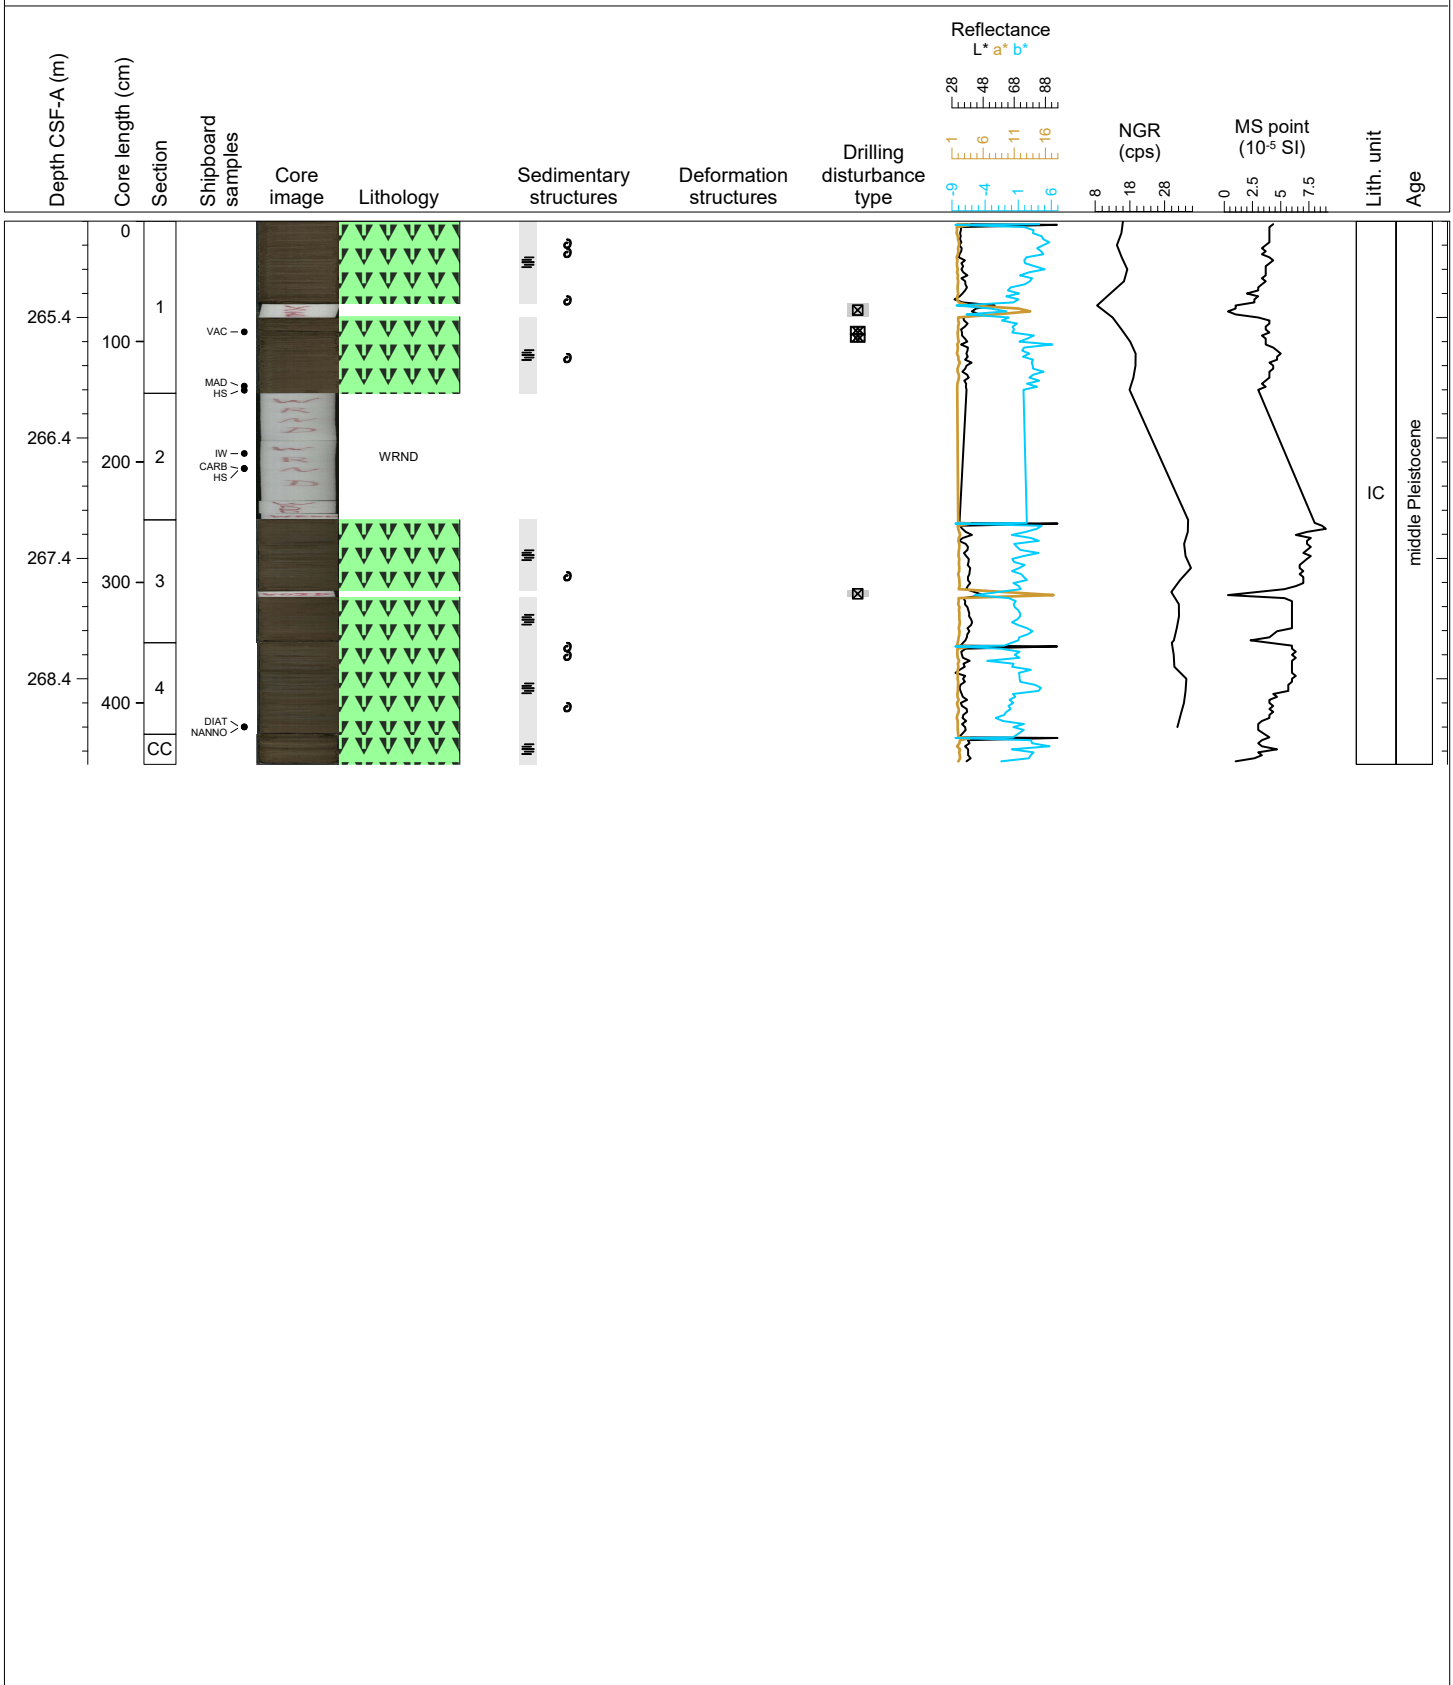 Reflectance
L* a* b*
28 48 68 88
1 6 11 16
-9 -4 1 6
Depth CSF-A (m)
Core length (cm)
Section
Shipboard
samples
Core
image
Lithology
Sedimentary
structures
Deformation
structures
Drilling
disturbance
type
NGR
(cps)
8 18 28
MS point
(10-5 SI)
0 2.5 5 7.5
Lith. unit
Age
0
1
265.4
VAC
100
MAD
HS
266.4
IW
200
2
WRND
CARB
HS
IC
middle Pleistocene
267.4
300
3
268.4
4
400
DIAT
NANNO
CC